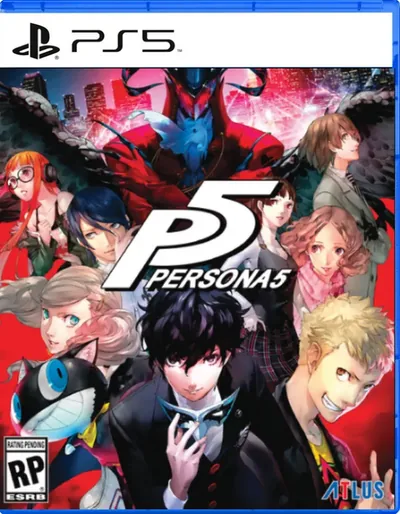 PS5
P5
PERSONA5
RATING PENDING
RP
ESRB
ATLUS